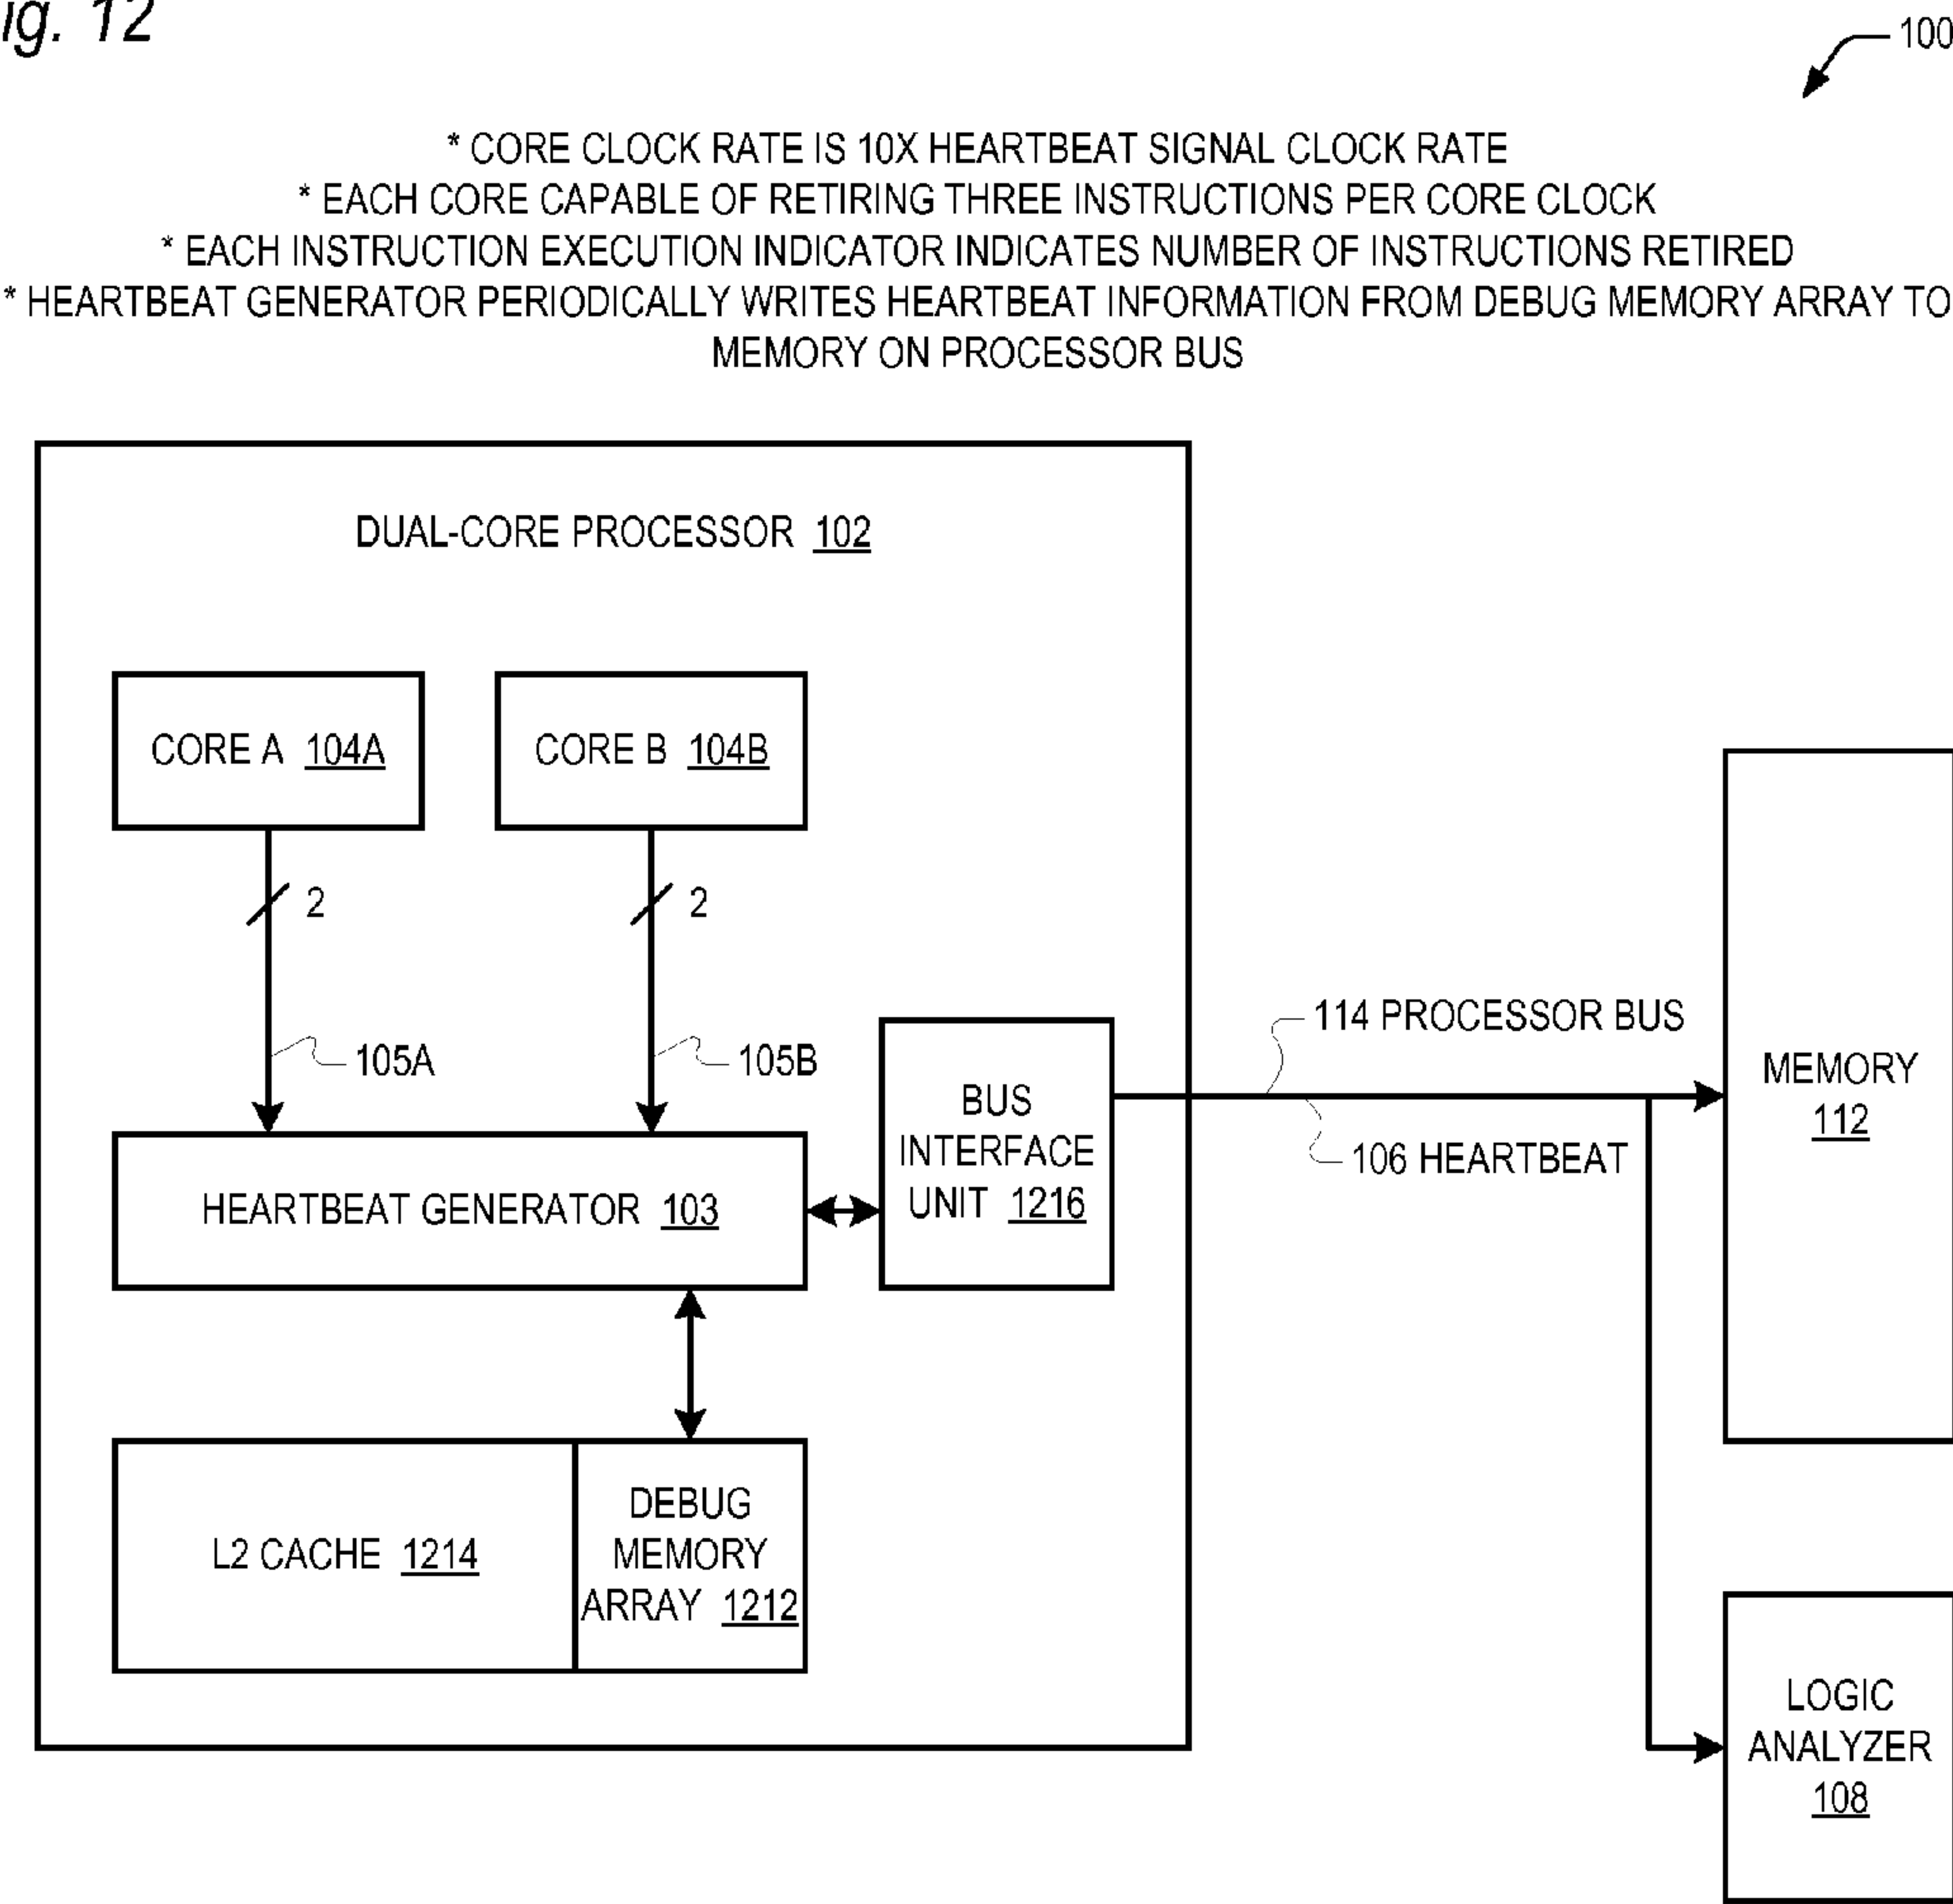 ig. 12
100
* CORE CLOCK RATE IS 10X HEARTBEAT SIGNAL CLOCK RATE
* EACH CORE CAPABLE OF RETIRING THREE INSTRUCTIONS PER CORE CLOCK
* EACH INSTRUCTION EXECUTION INDICATOR INDICATES NUMBER OF INSTRUCTIONS RETIRED
* HEARTBEAT GENERATOR PERIODICALLY WRITES HEARTBEAT INFORMATION FROM DEBUG MEMORY ARRAY TO
MEMORY ON PROCESSOR BUS
DUAL-CORE PROCESSOR 102
CORE A 104A
CORE B 104B
2
2
105A
105B
HEARTBEAT GENERATOR 103
BUS
INTERFACE
UNIT 1216
114 PROCESSOR BUS
106 HEARTBEAT
MEMORY
112
L2 CACHE 1214
DEBUG
MEMORY
ARRAY 1212
LOGIC
ANALYZER
108